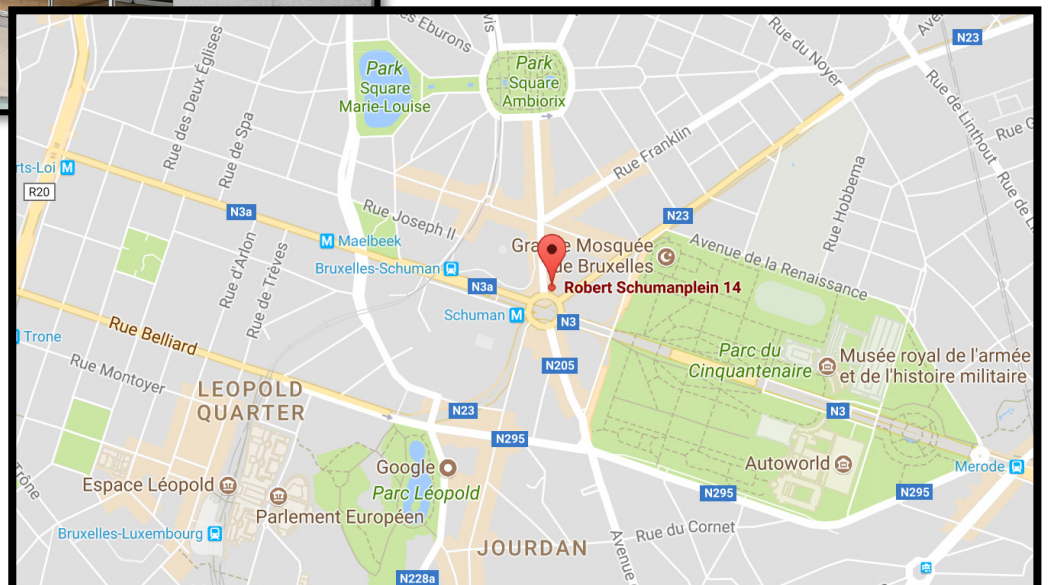 Eburons
N23
Park
Square
Marie-Louise
Park
Square
Ambiorix
Rue du Noyer
Rue des Deux Églises
Rue de Spa
Rue de Linthout
Rue Franklin
rts-Loi M
R20
N3a
Rue Joseph II
N23
Rue Hobbema
M Maelbeek
Mosquée
de Bruxelles
Avenue de la Renaissance
Bruxelles-Schuman
Rue d'Arlon
Rue de Trèves
N3a
Robert Schumanplein 14
Schuman M
N3
Trone
Rue Belliard
N205
Parc du
Cinquantenaire
Musée royal de l'armée
et de l'histoire militaire
Rue Montoyer
LEOPOLD
QUARTER
N23
N3
N295
Google
Autoworld
Merode
Trône
Espace Léopold
Parc Léopold
N295
N295
Parlement Européen
Bruxelles-Luxembourg
Rue du Cornet
JOURDAN
Avenue
N228a